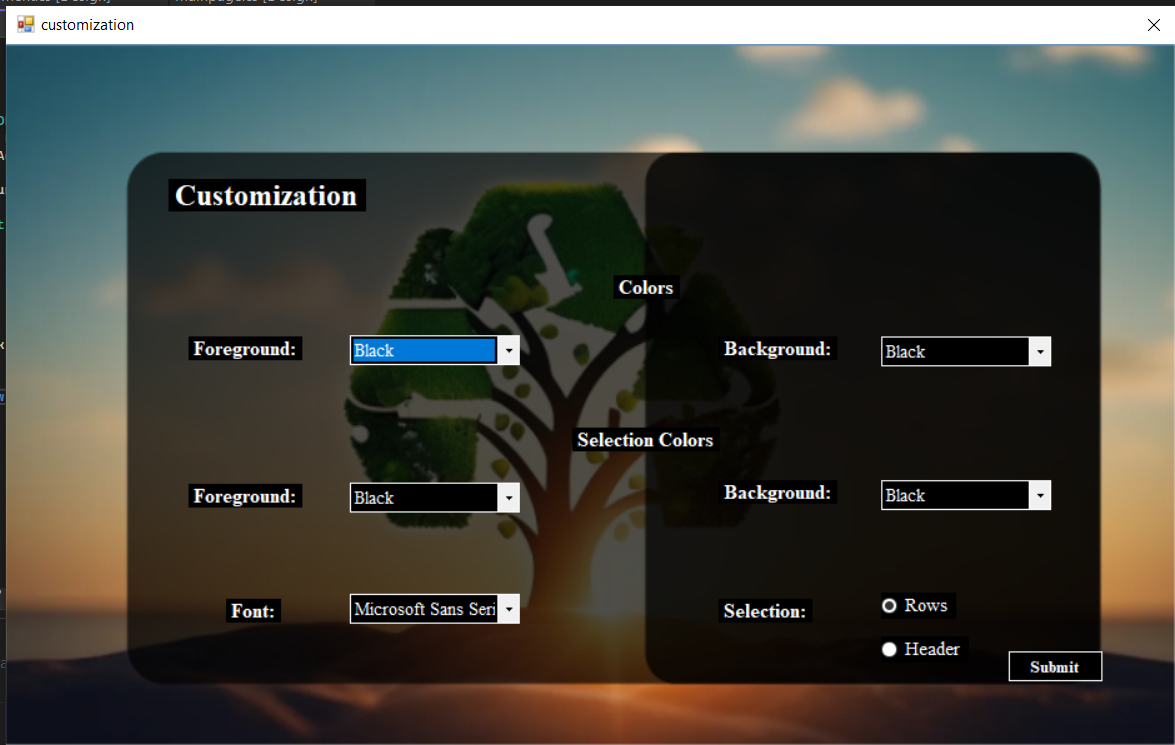 customization
Customization
Colors
Foreground: Black Background: Black
Selection Colors
Foreground: Black Background: Black
Font: Microsoft Sans Seri Selection: Rows
Header
Submit